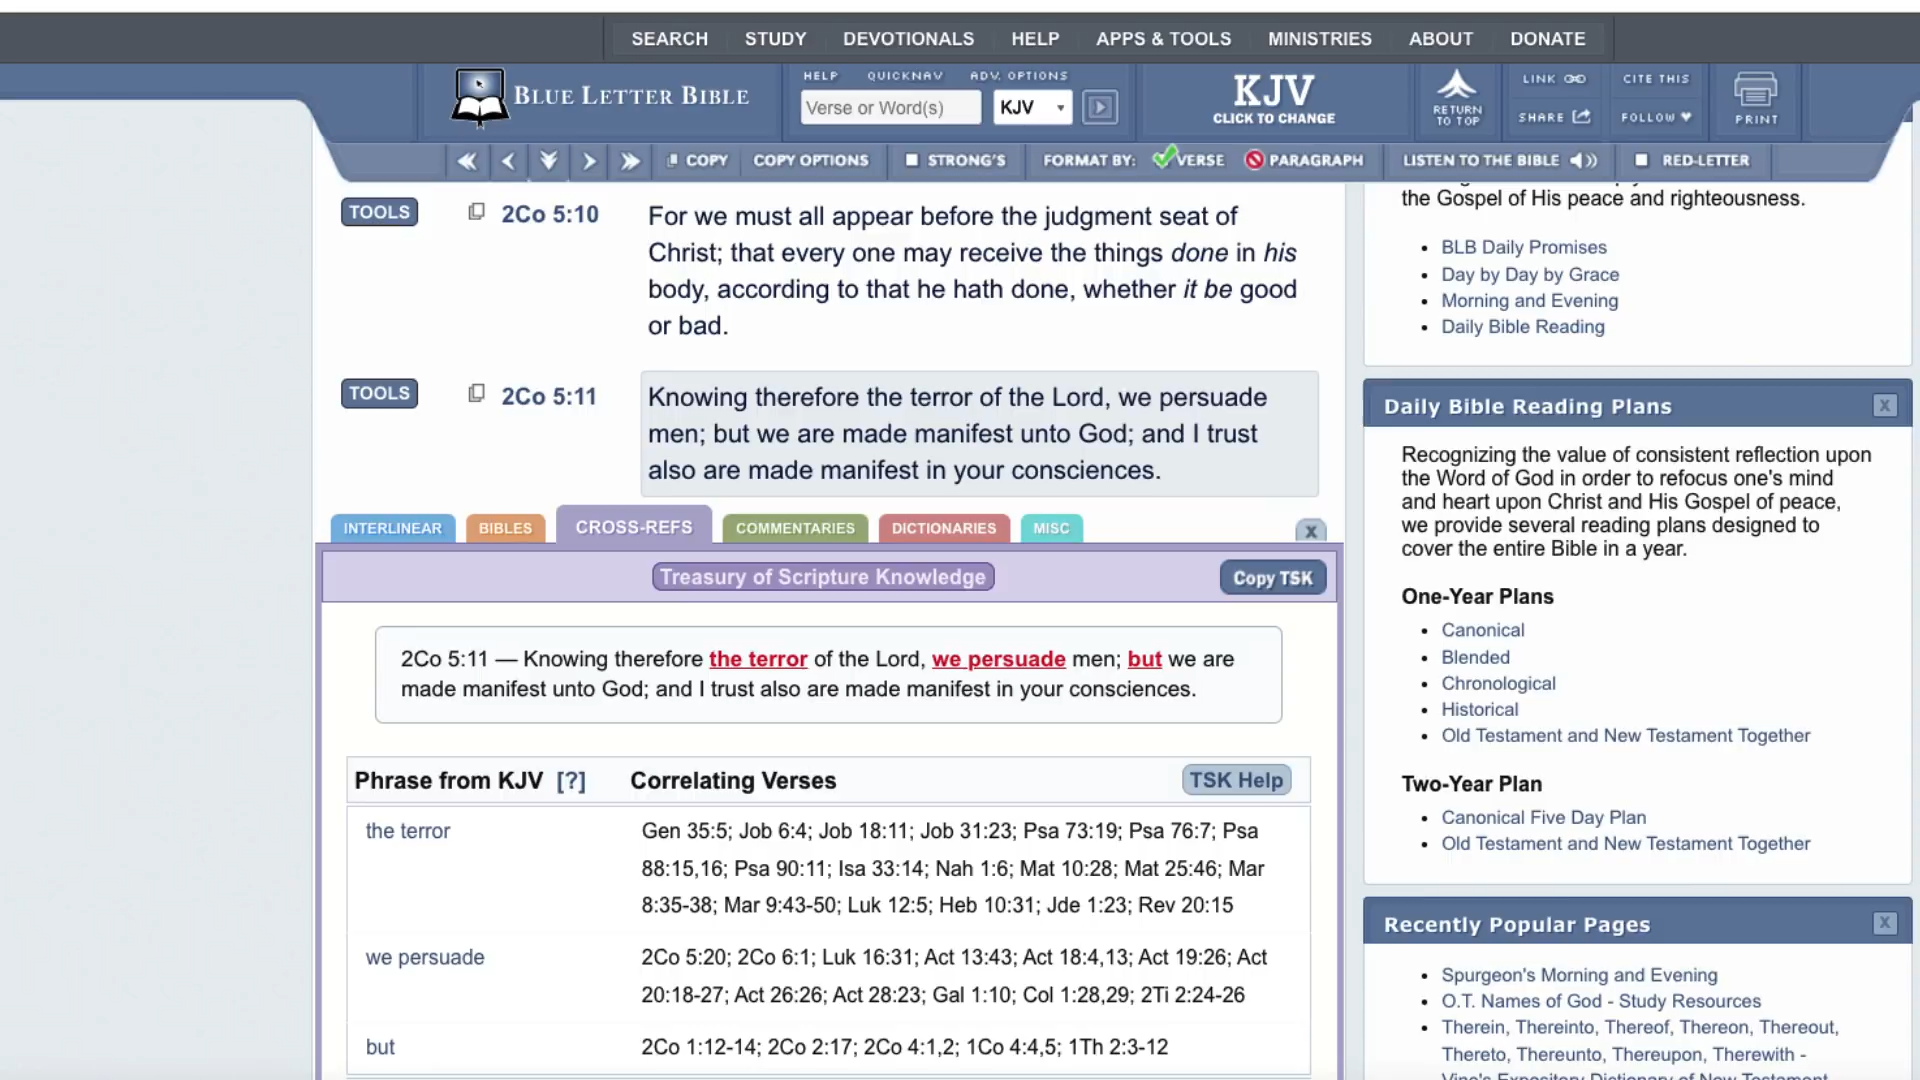 SEARCH STUDY DEVOTIONALS HELP APPS & TOOLS MINISTRIES ABOUT DONATE
BLUE LETTER BIBLE
HELP QUICKNAV ADV. OPTIONS
Verse or Word(s) KJV
KJV
CLICK TO CHANGE
RETURN
TO TOP
LINK
SHARE
CITE THIS
FOLLOW
PRINT
COPY COPY OPTIONS STRONG'S FORMAT BY: VERSE PARAGRAPH LISTEN TO THE BIBLE RED-LETTER
TOOLS 2Co 5:10 For we must all appear before the judgment seat of
Christ; that every one may receive the things done in his
body, according to that he hath done, whether it be good
or bad.
TOOLS 2Co 5:11 Knowing therefore the terror of the Lord, we persuade
men; but we are made manifest unto God; and I trust
also are made manifest in your consciences.
INTERLINEAR BIBLES CROSS-REFS COMMENTARIES DICTIONARIES MISC X
Treasury of Scripture Knowledge Copy TSK
2Co 5:11 — Knowing therefore the terror of the Lord, we persuade men; but we are
made manifest unto God; and I trust also are made manifest in your consciences.
Phrase from KJV [?] Correlating Verses TSK Help
the terror Gen 35:5; Job 6:4; Job 18:11; Job 31:23; Psa 73:19; Psa 76:7; Psa
88:15,16; Psa 90:11; Isa 33:14; Nah 1:6; Mat 10:28; Mat 25:46; Mar
8:35-38; Mar 9:43-50; Luk 12:5; Heb 10:31; Jde 1:23; Rev 20:15
we persuade 2Co 5:20; 2Co 6:1; Luk 16:31; Act 13:43; Act 18:4,13; Act 19:26; Act
20:18-27; Act 26:26; Act 28:23; Gal 1:10; Col 1:28,29; 2Ti 2:24-26
but 2Co 1:12-14; 2Co 2:17; 2Co 4:1,2; 1Co 4:4,5; 1Th 2:3-12
the Gospel of His peace and righteousness.
BLB Daily Promises
Day by Day by Grace
Morning and Evening
Daily Bible Reading
Daily Bible Reading Plans X
Recognizing the value of consistent reflection upon
the Word of God in order to refocus one's mind
and heart upon Christ and His Gospel of peace,
we provide several reading plans designed to
cover the entire Bible in a year.
One-Year Plans
Canonical
Blended
Chronological
Historical
Old Testament and New Testament Together
Two-Year Plan
Canonical Five Day Plan
Old Testament and New Testament Together
Recently Popular Pages X
Spurgeon's Morning and Evening
O.T. Names of God - Study Resources
Therein, Thereinto, Thereof, Thereon, Thereout,
Thereto, Thereunto, Thereupon, Therewith -
Vine's Expository Dictionary of New Testament